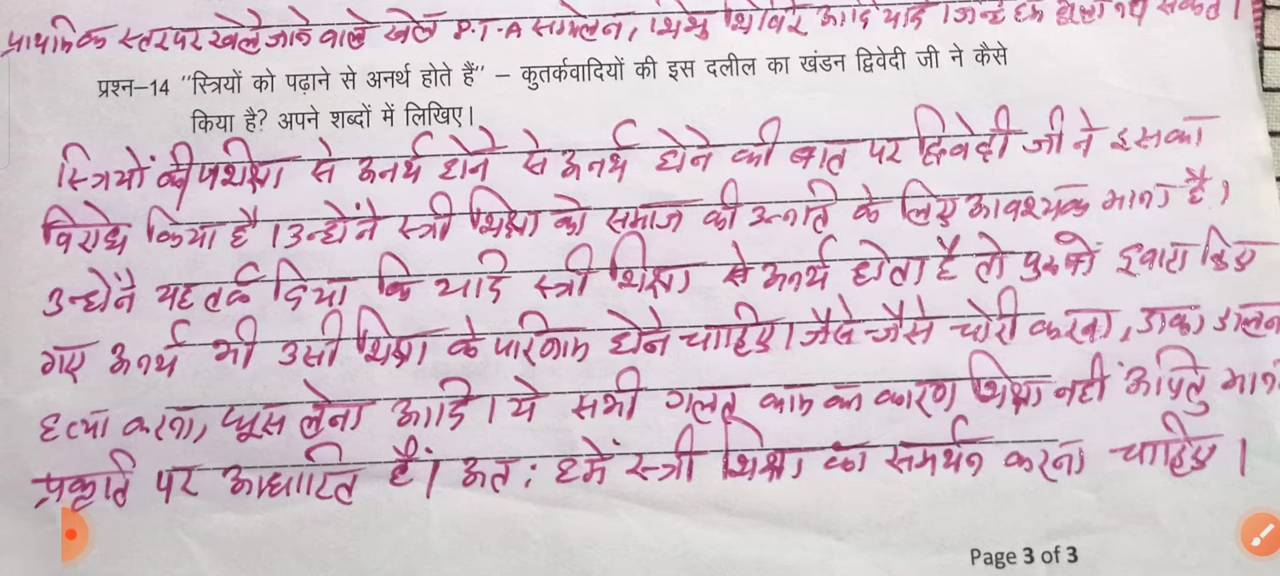 प्राथमिक स्तर पर खेले जाने वाले खेल P.T.A सम्मेलन, शिविर आदि यादें जिन्हें हम
प्रश्न–14 "स्त्रियों को पढ़ाने से अनर्थ होते हैं" – कुतर्कवादियों की इस दलील का खंडन द्विवेदी जी ने कैसे
किया है? अपने शब्दों में लिखिए।
स्त्रियों की शिक्षा से अनर्थ होने से अनर्थ होने की बात पर द्विवेदी जी ने इसका
विरोध किया है। उन्होंने स्त्री शिक्षा को समाज की उन्नति के लिए आवश्यक माना है।
उन्होंने यह तर्क दिया कि यदि स्त्री शिक्षा से अनर्थ होता है तो पुरुषों द्वारा किए
गए अनर्थ भी उसी शिक्षा के परिणाम होने चाहिए। जैसे जैसे चोरी करना, डाका डालन
हत्या करना, घूस लेना आदि। ये सभी गलत काम का कारण शिक्षा नहीं अपितु मान
प्रकृति पर आधारित हैं। अत: हमें स्त्री शिक्षा का समर्थन करना चाहिए।
Page 3 of 3